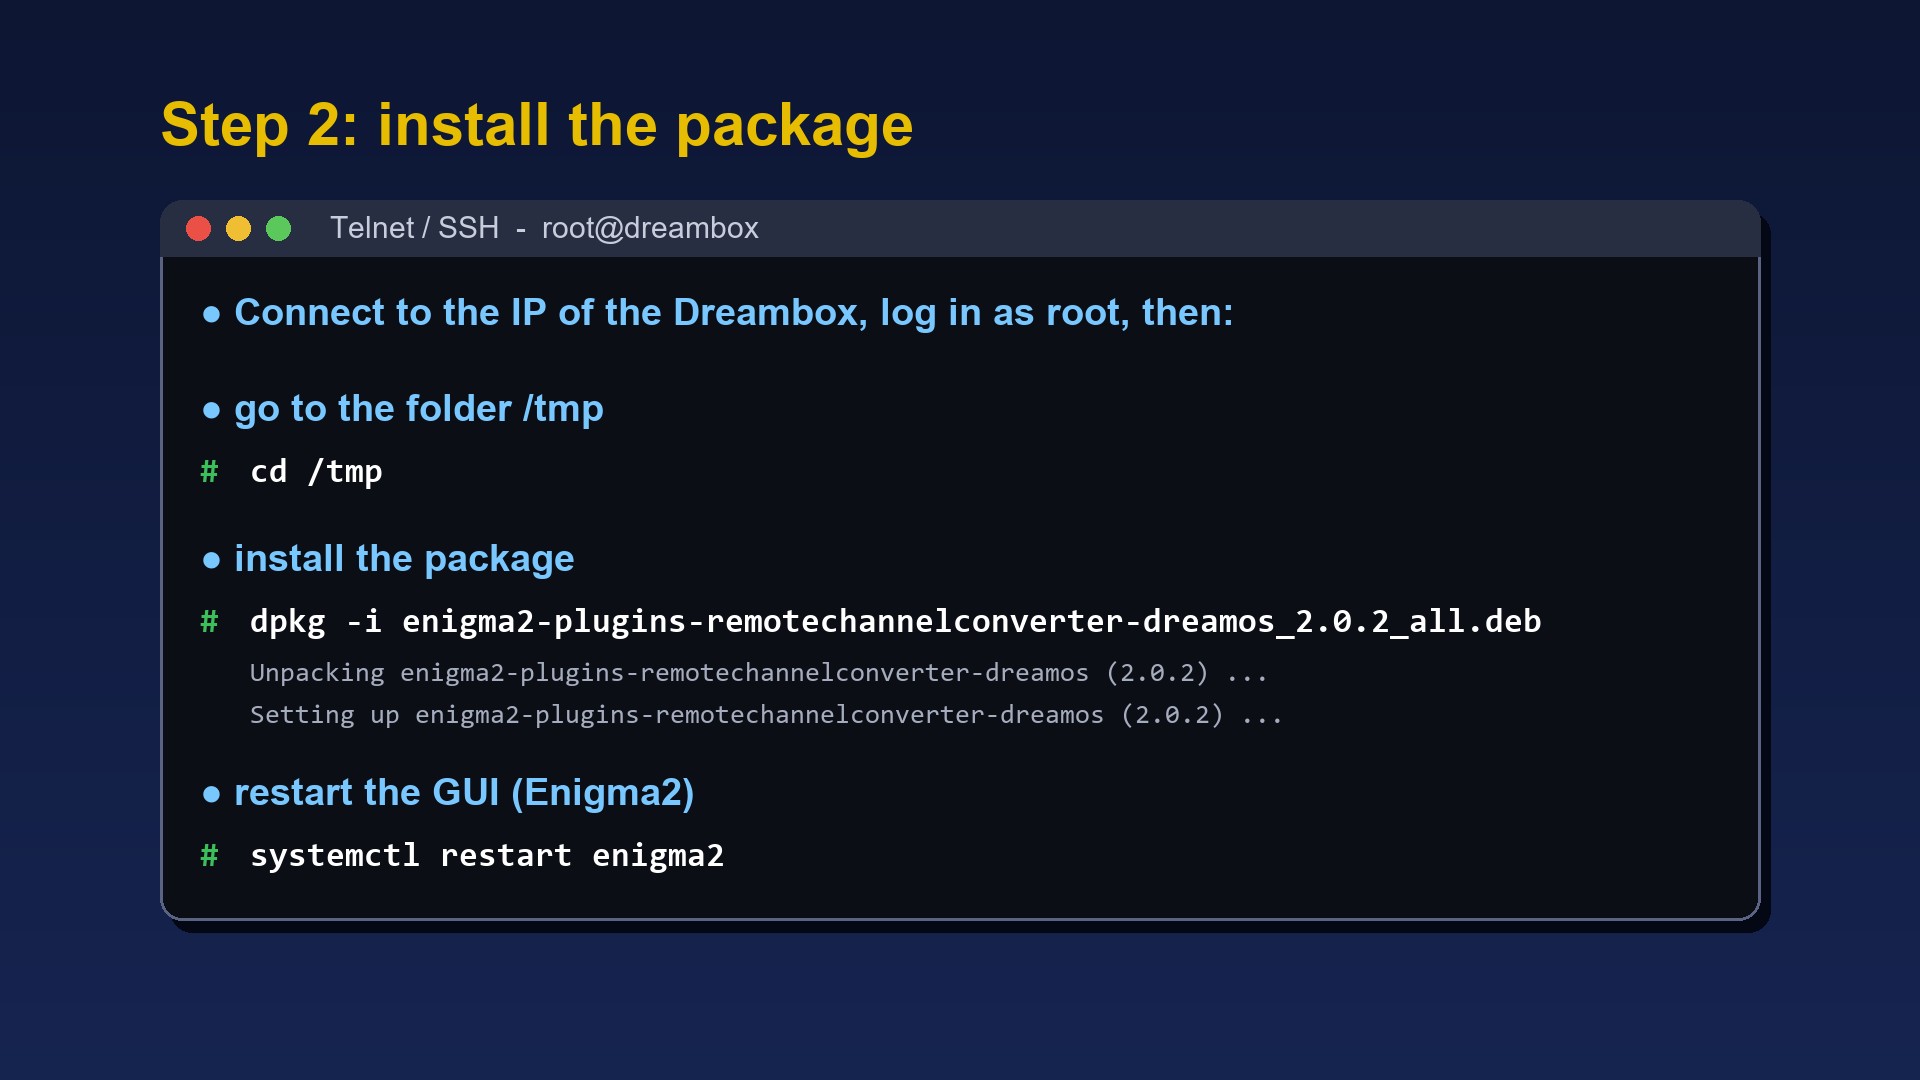 Step 2: install the package
Telnet / SSH - root@dreambox
● Connect to the IP of the Dreambox, log in as root, then:
● go to the folder /tmp
# cd /tmp
● install the package
# dpkg -i enigma2-plugins-remotechannelconverter-dreamos_2.0.2_all.deb
Unpacking enigma2-plugins-remotechannelconverter-dreamos (2.0.2) ...
Setting up enigma2-plugins-remotechannelconverter-dreamos (2.0.2) ...
● restart the GUI (Enigma2)
# systemctl restart enigma2